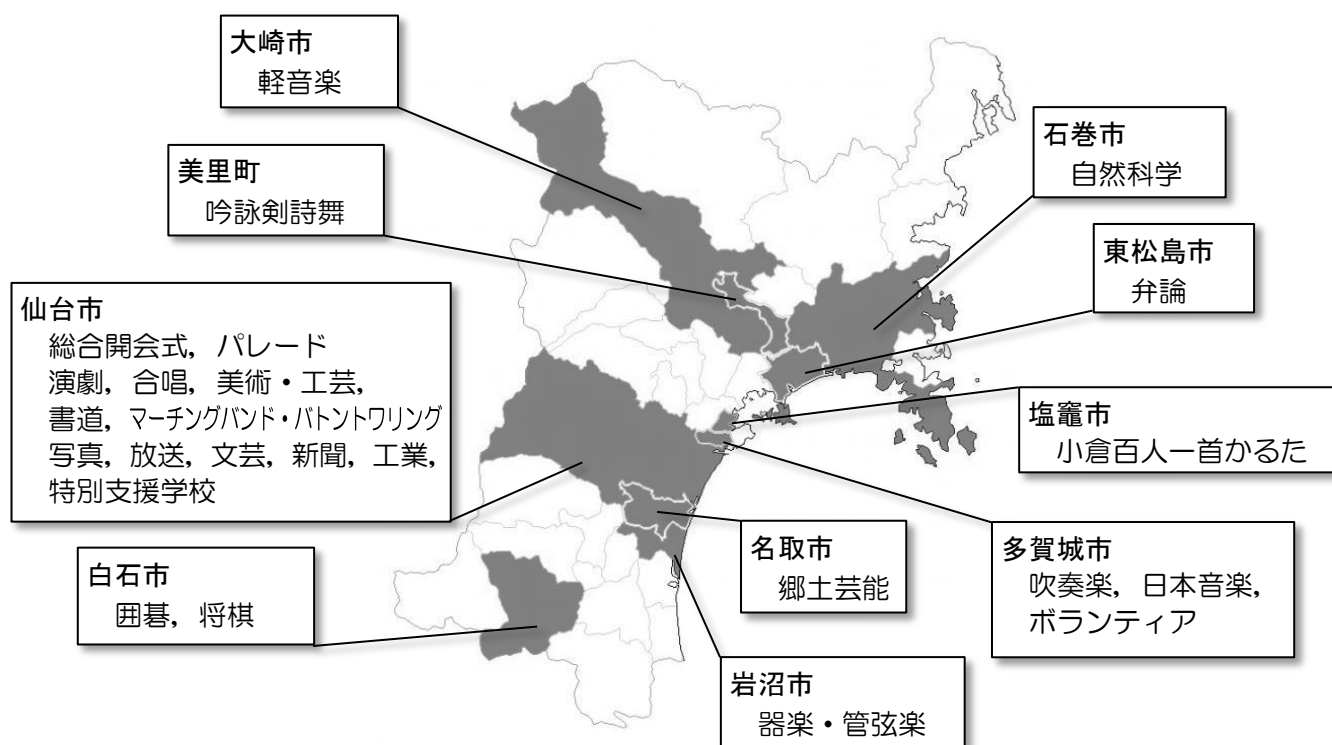 大崎市
軽音楽
美里町
吟詠剣詩舞
仙台市
総合開会式，パレード
演劇，合唱，美術・工芸，
書道，マーチングバンド・バトントワリング
写真，放送，文芸，新聞，工業，
特別支援学校
白石市
囲碁，将棋
石巻市
自然科学
東松島市
弁論
塩竈市
小倉百人一首かるた
多賀城市
吹奏楽，日本音楽，
ボランティア
名取市
郷土芸能
岩沼市
器楽・管弦楽